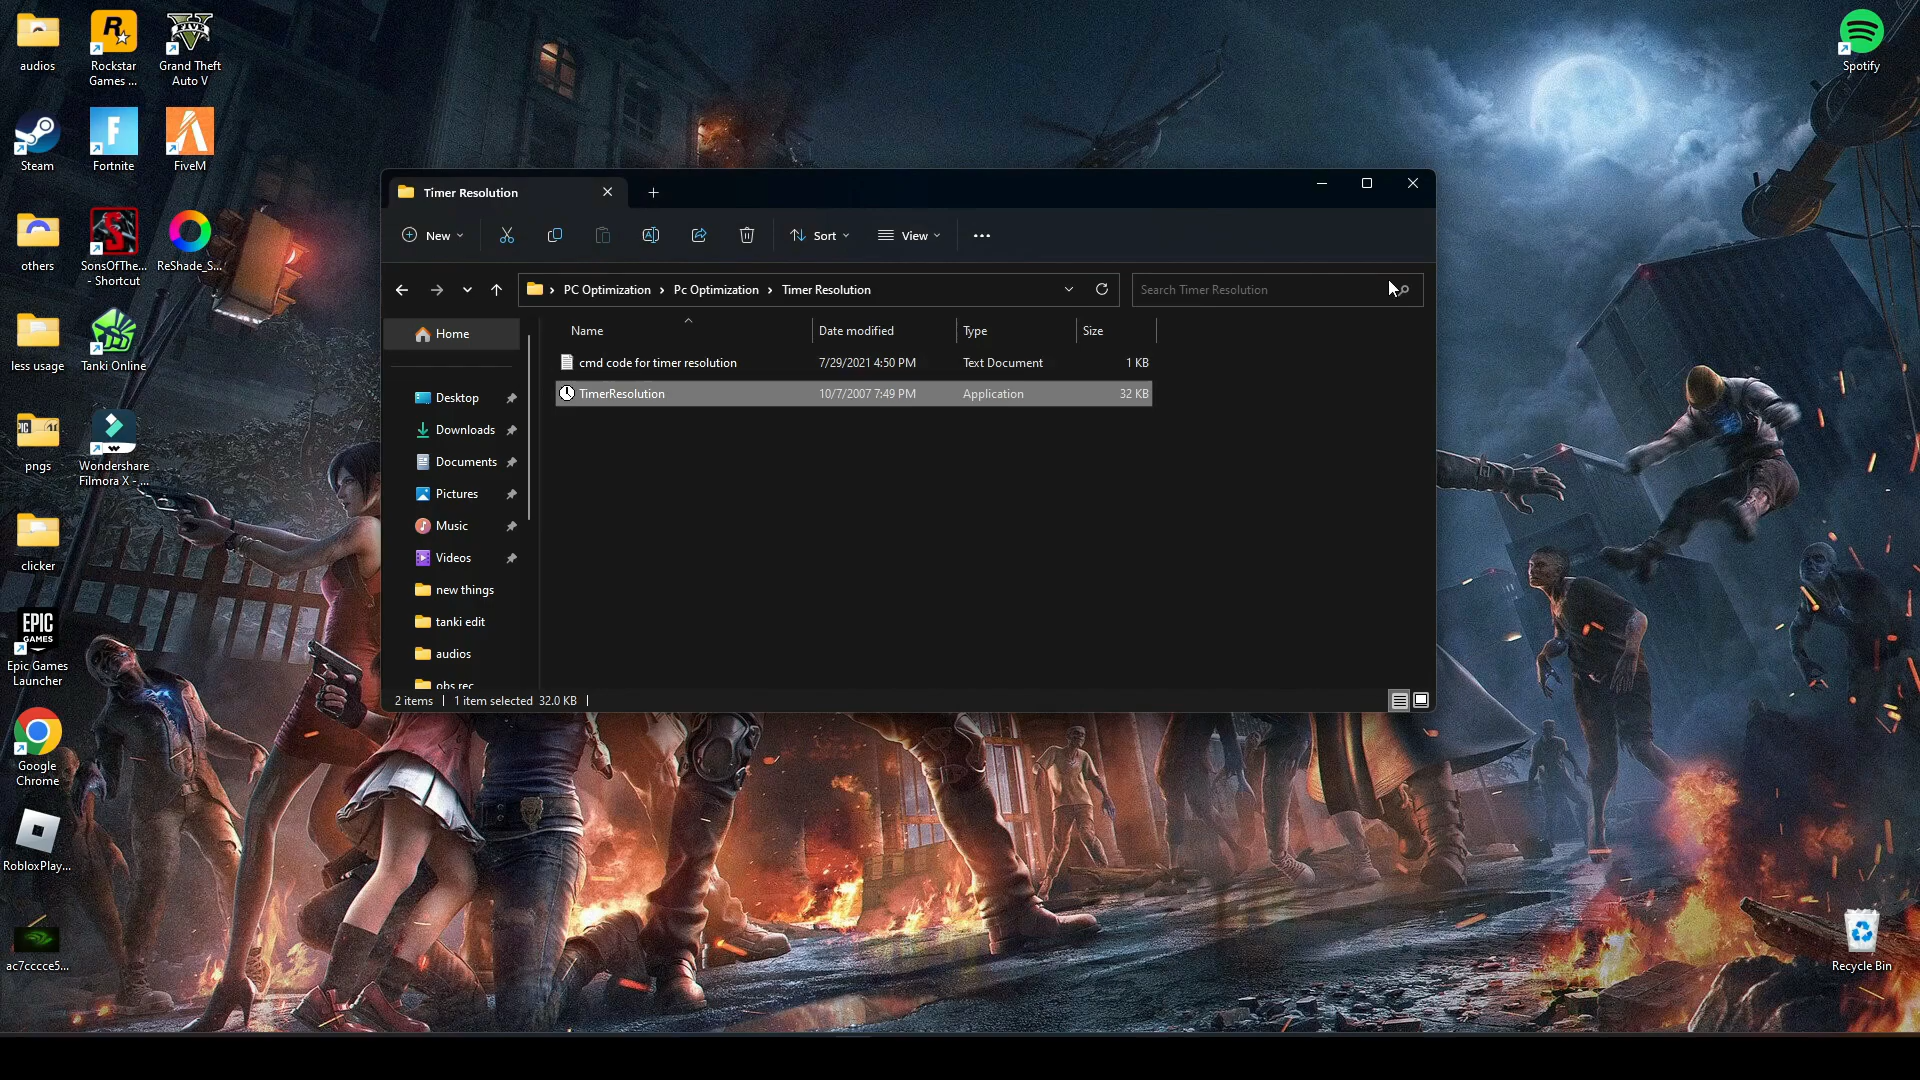 audios
Rockstar
Games ...
Grand Theft
Auto V
Spotify
Steam
Fortnite
FiveM
others
SonsOfThe...
- Shortcut
ReShade_S...
less usage
Tanki Online
pngs
Wondershare
Filmora X - ...
clicker
EPIC
GAMES
Epic Games
Launcher
Google
Chrome
RobloxPlay...
ac7cccce5...
Recycle Bin
Timer Resolution
New
Sort
View
PC Optimization > Pc Optimization > Timer Resolution
Search Timer Resolution
Home
Desktop
Downloads
Documents
Pictures
Music
Videos
new things
tanki edit
audios
obs rec
Name Date modified Type Size
cmd code for timer resolution 7/29/2021 4:50 PM Text Document 1 KB
TimerResolution 10/7/2007 7:49 PM Application 32 KB
2 items 1 item selected 32.0 KB